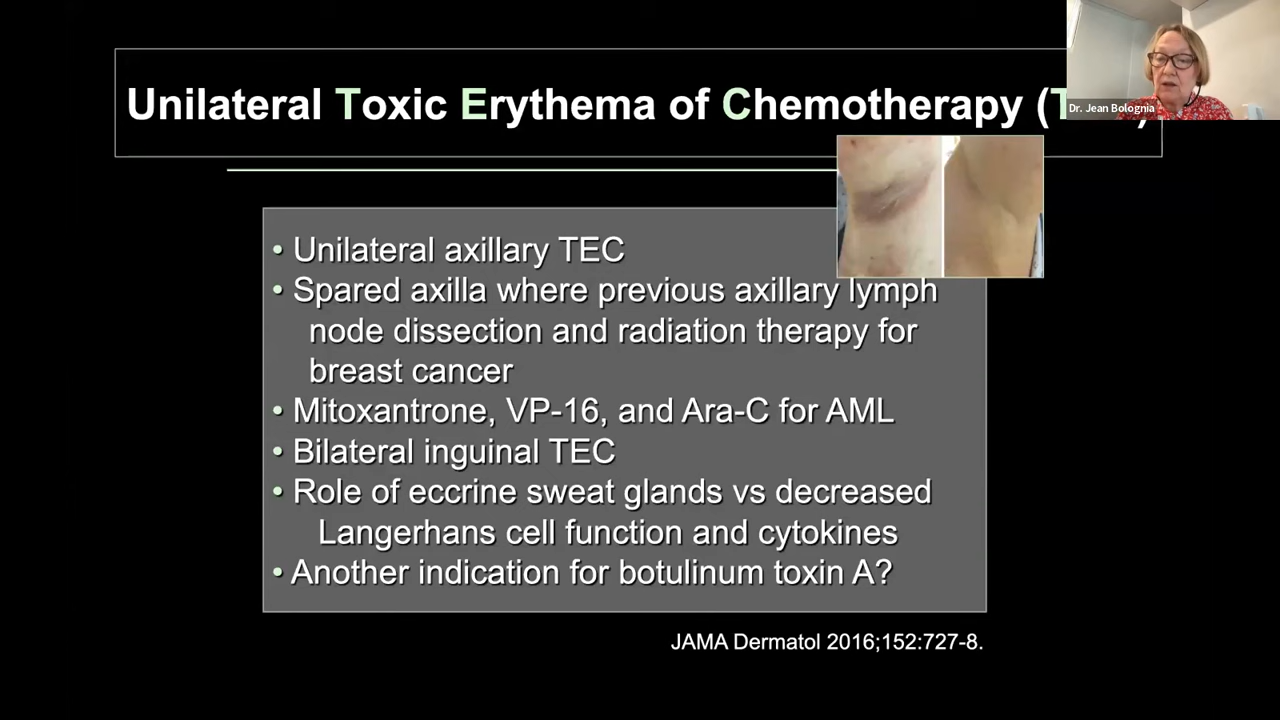 Unilateral Toxic Erythema of Chemotherapy (T
Dr. Jean Bolognia
• Unilateral axillary TEC
• Spared axilla where previous axillary lymph
node dissection and radiation therapy for
breast cancer
• Mitoxantrone, VP-16, and Ara-C for AML
• Bilateral inguinal TEC
• Role of eccrine sweat glands vs decreased
Langerhans cell function and cytokines
• Another indication for botulinum toxin A?
JAMA Dermatol 2016;152:727-8.